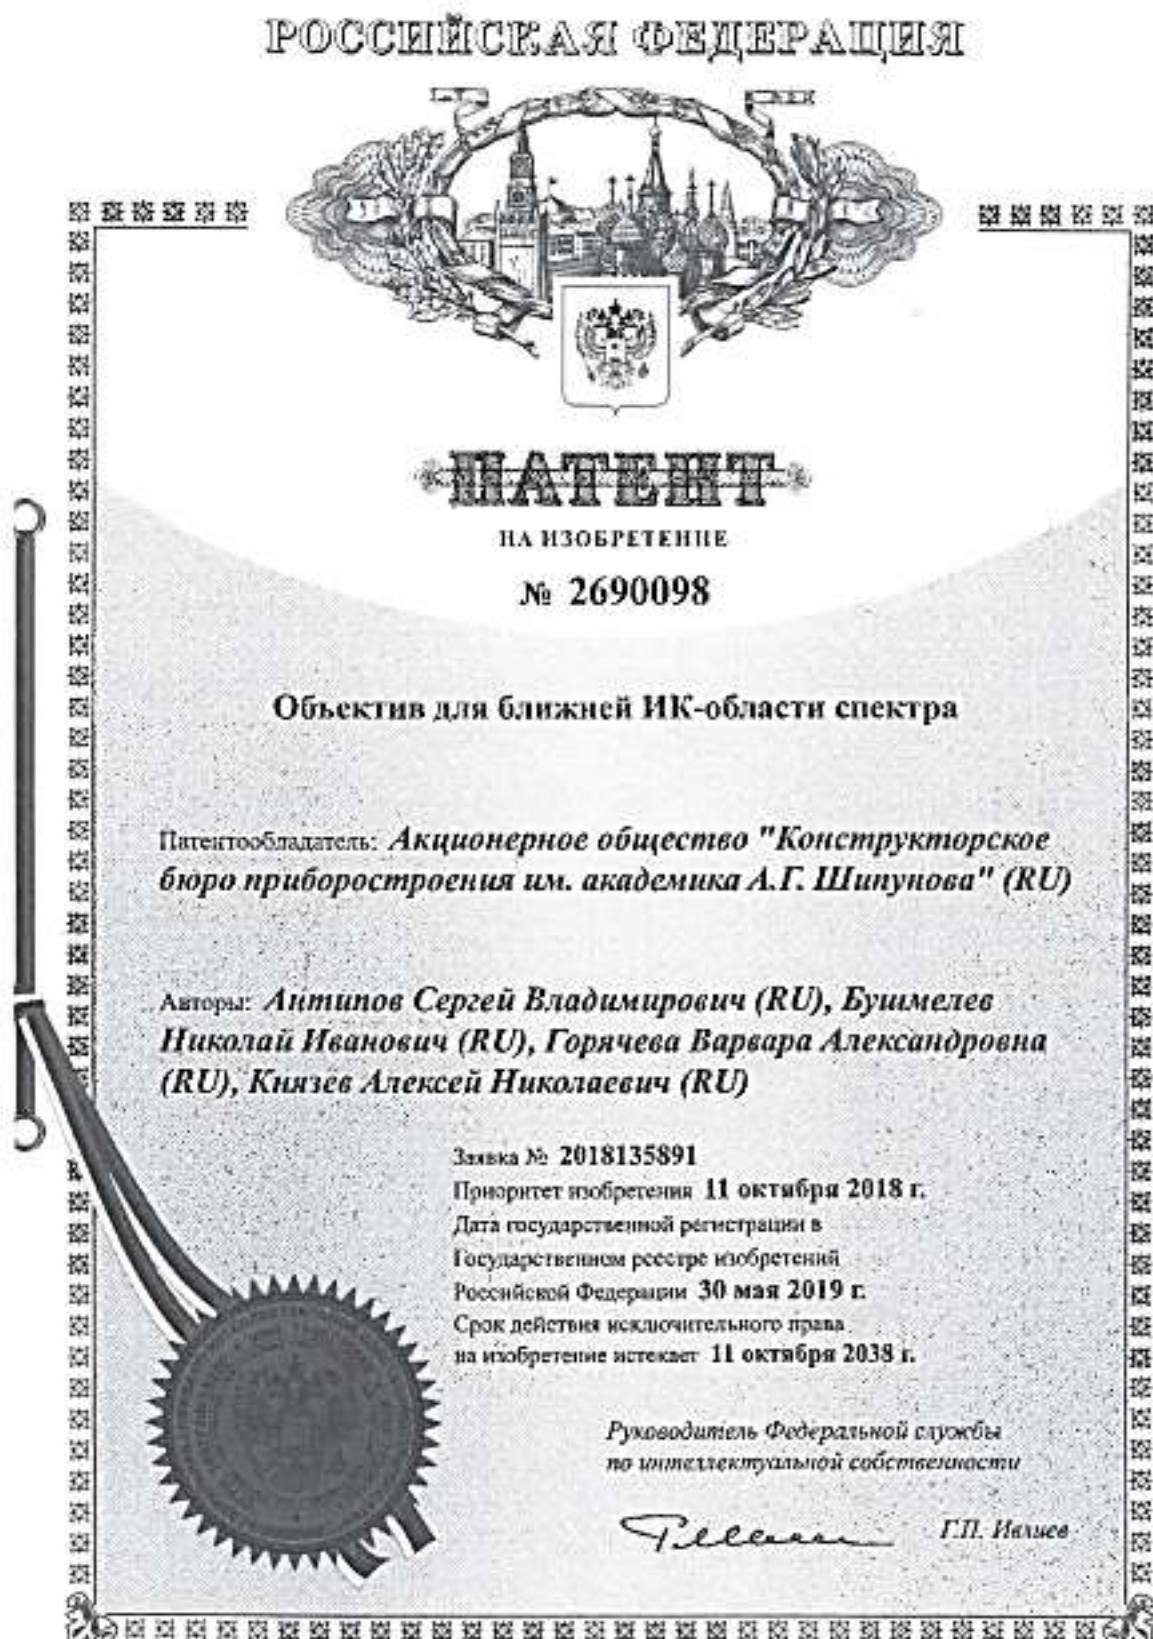 РОССИЙСКАЯ ФЕДЕРАЦИЯ
ПАТЕНТ
НА ИЗОБРЕТЕНИЕ
№ 2690098
Объектив для ближней ИК-области спектра
Патентообладатель: Акционерное общество "Конструкторское
бюро приборостроения им. академика А.Г. Шипунова" (RU)
Авторы: Антипов Сергей Владимирович (RU), Бушмелев
Николай Иванович (RU), Горячева Варвара Александровна
(RU), Князев Алексей Николаевич (RU)
Заявка № 2018135891
Приоритет изобретения 11 октября 2018 г.
Дата государственной регистрации в
Государственном реестре изобретений
Российской Федерации 30 мая 2019 г.
Срок действия исключительного права
на изобретение истекает 11 октября 2038 г.
Руководитель Федеральной службы
по интеллектуальной собственности
Г.П. Ивлиев